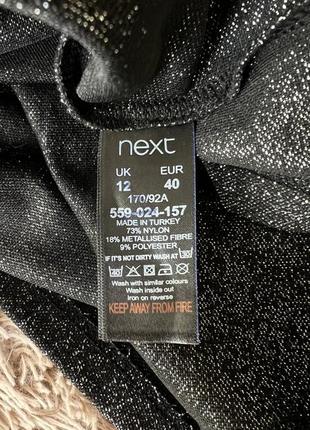 next
UK EUR
12 40
170/92A
559-024-157
MADE IN TURKEY
73% NYLON
18% METALLISED FIBRE
9% POLYESTER
IF IT'S NOT DIRTY WASH AT 30
40
Wash with similar colours
Wash inside out
Iron on reverse
KEEP AWAY FROM FIRE